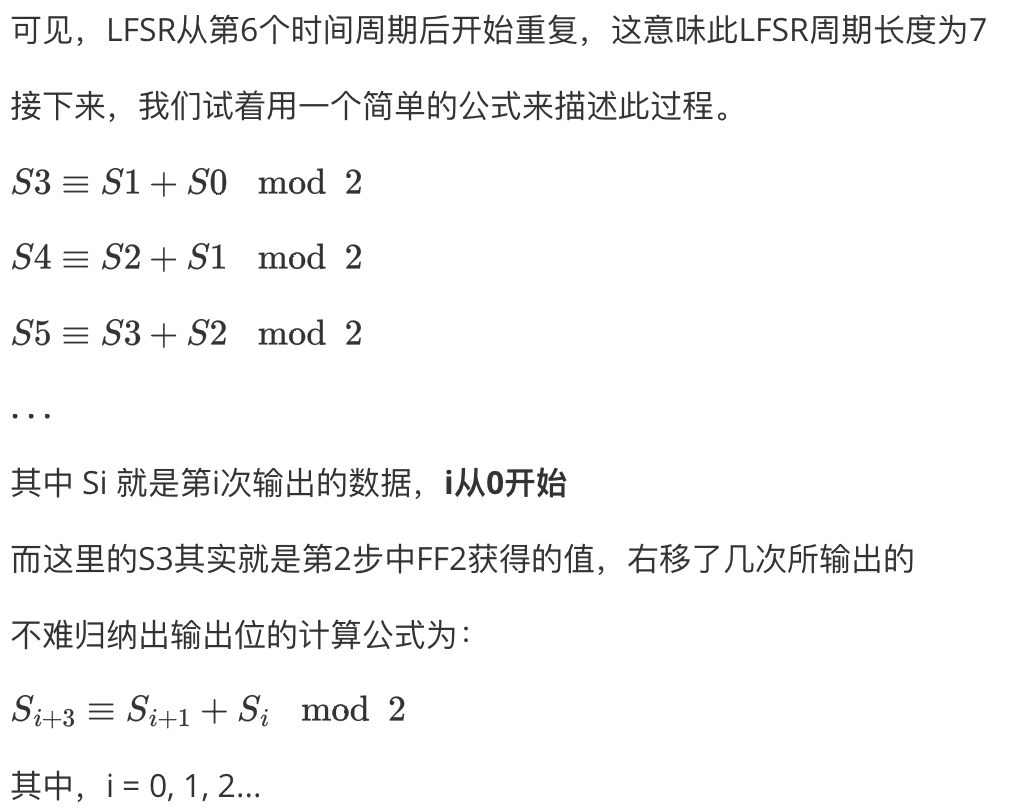 可见，LFSR从第6个时间周期后开始重复，这意味此LFSR周期长度为7
接下来，我们试着用一个简单的公式来描述此过程。
S3 ≡ S1 + S0 mod 2
S4 ≡ S2 + S1 mod 2
S5 ≡ S3 + S2 mod 2
...
其中 Si 就是第i次输出的数据，i从0开始
而这里的S3其实就是第2步中FF2获得的值，右移了几次所输出的
不难归纳出输出位的计算公式为：
S_{i+3} ≡ S_{i+1} + S_i mod 2
其中，i = 0, 1, 2...